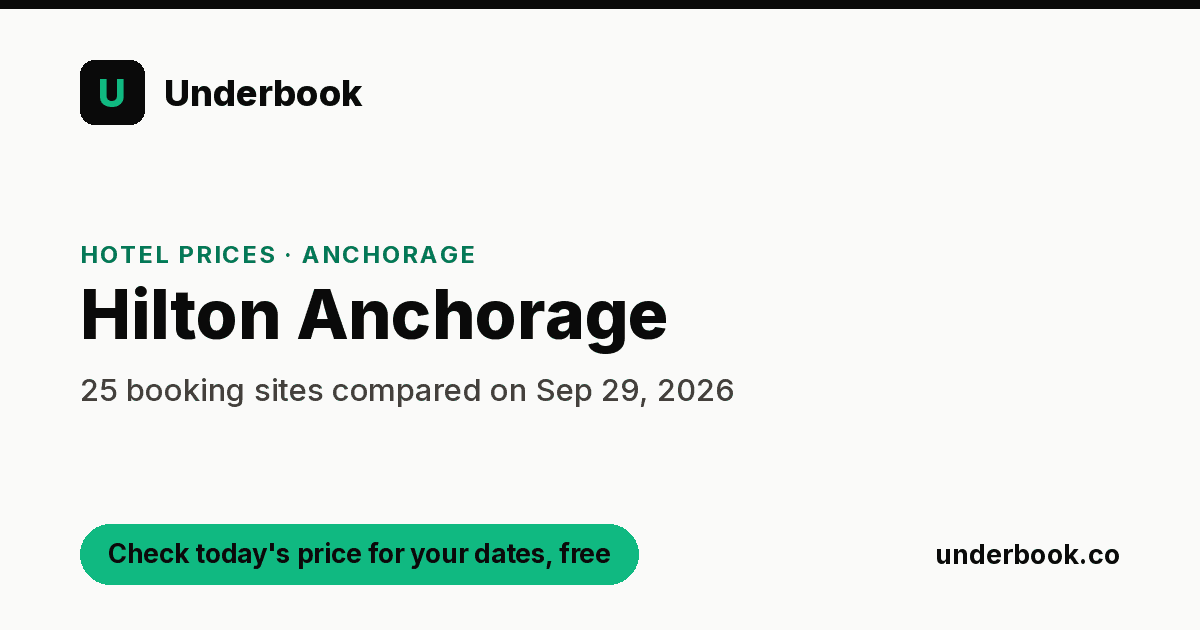 U
Underbook
HOTEL PRICES · ANCHORAGE
Hilton Anchorage
25 booking sites compared on Sep 29, 2026
Check today's price for your dates, free
underbook.co